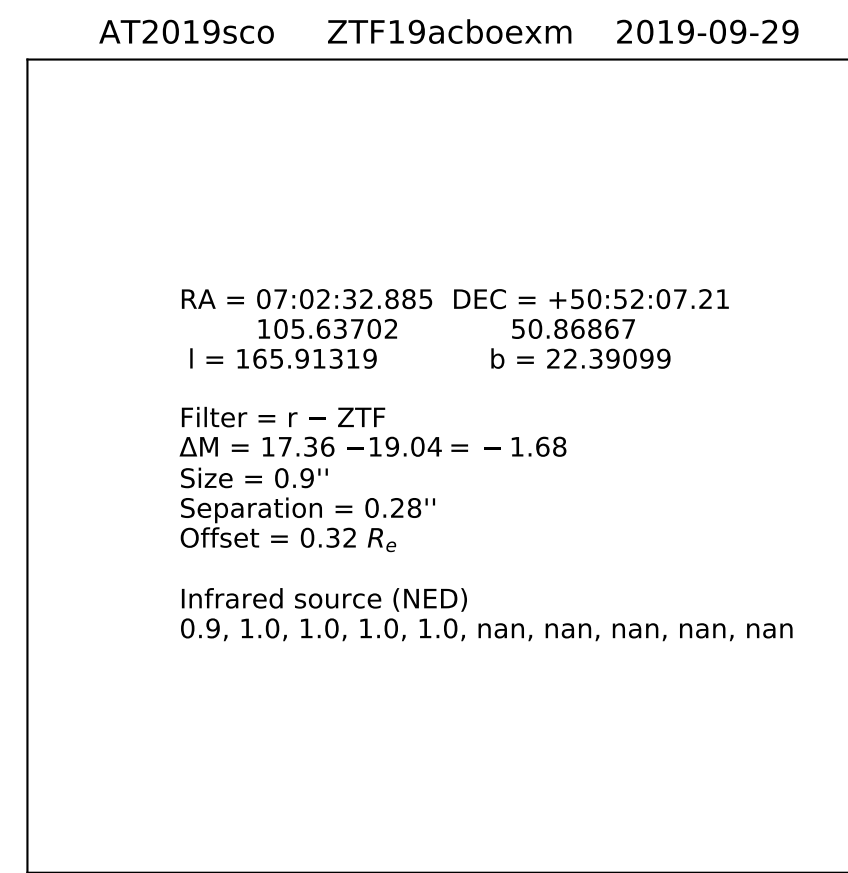 AT2019sco ZTF19acboexm 2019-09-29
RA = 07:02:32.885 DEC = +50:52:07.21
105.63702 50.86867
l = 165.91319 b = 22.39099
Filter = r − ZTF
ΔM = 17.36 −19.04 = − 1.68
Size = 0.9''
Separation = 0.28''
Offset = 0.32 Re
Infrared source (NED)
0.9, 1.0, 1.0, 1.0, 1.0, nan, nan, nan, nan, nan